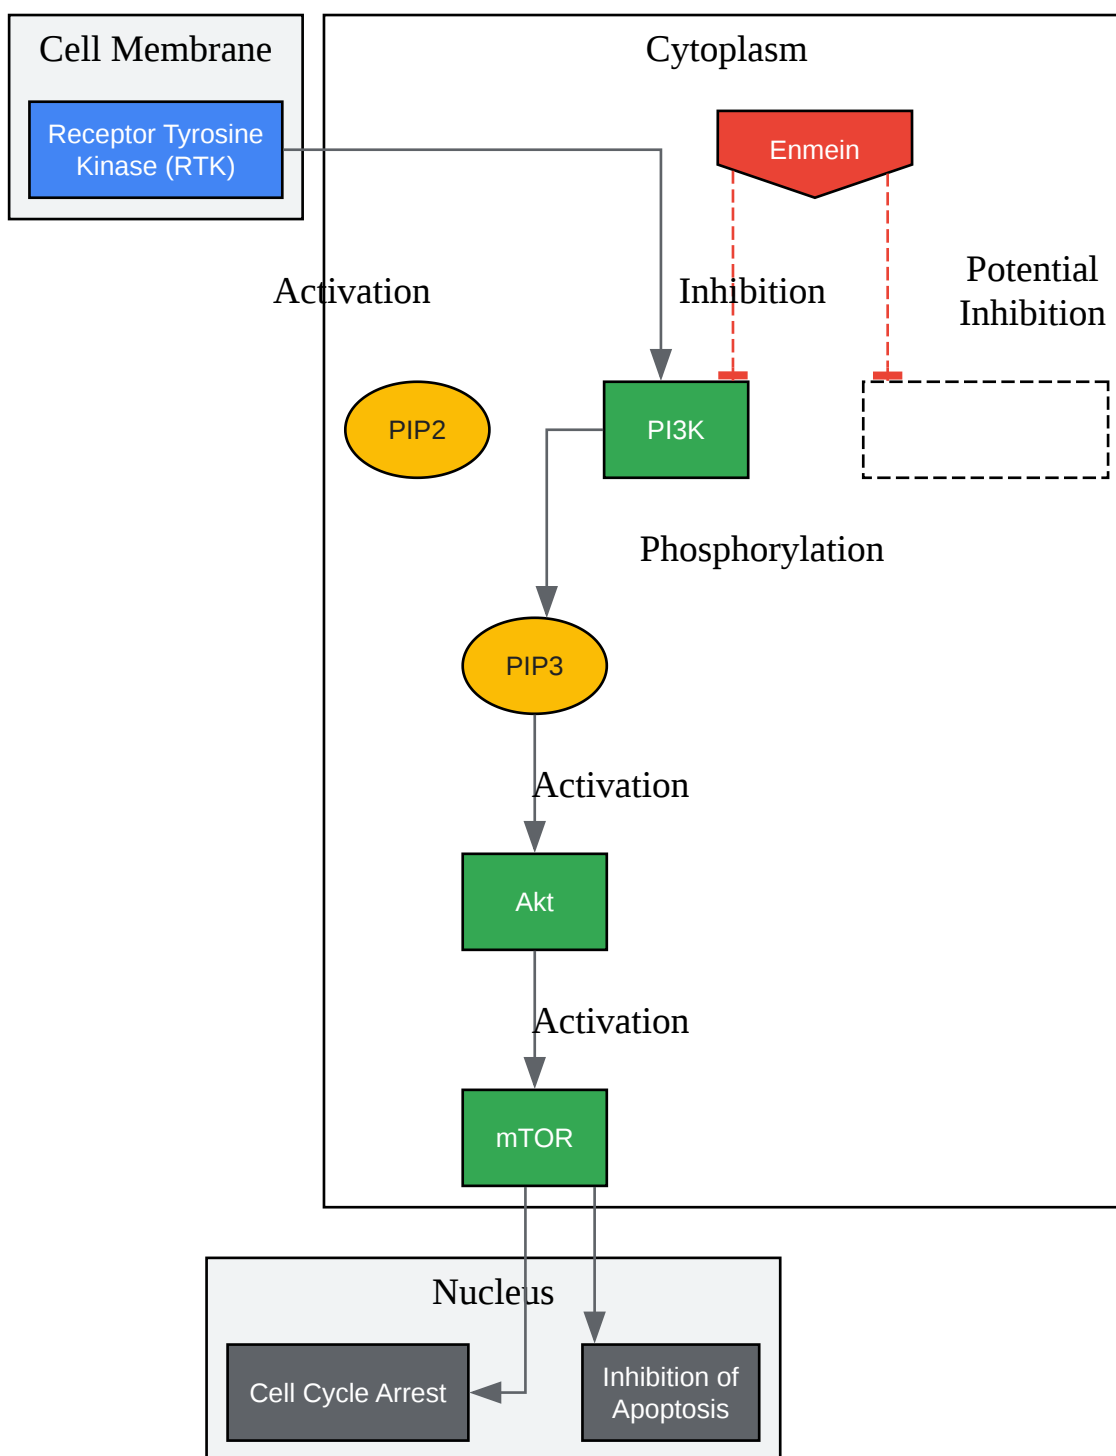 Cell Membrane
Cytoplasm
Receptor Tyrosine
Kinase (RTK)
Enmein
Activation
Inhibition
Potential
Inhibition
PIP2
PI3K
Phosphorylation
PIP3
Activation
Akt
Activation
mTOR
Nucleus
Cell Cycle Arrest
Inhibition of
Apoptosis